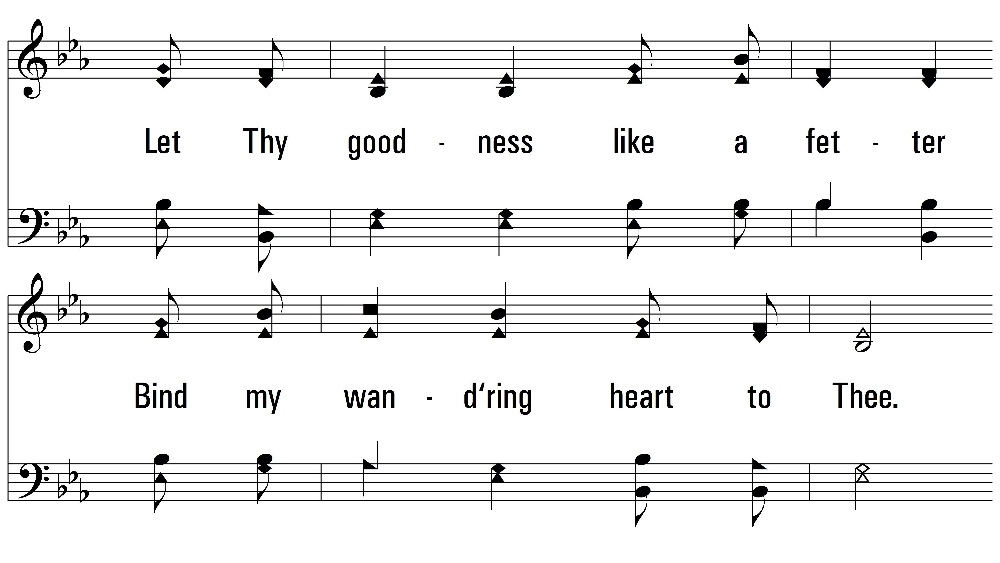 Let Thy good - ness like a fet - ter
Bind my wan - d‘ring heart to Thee.